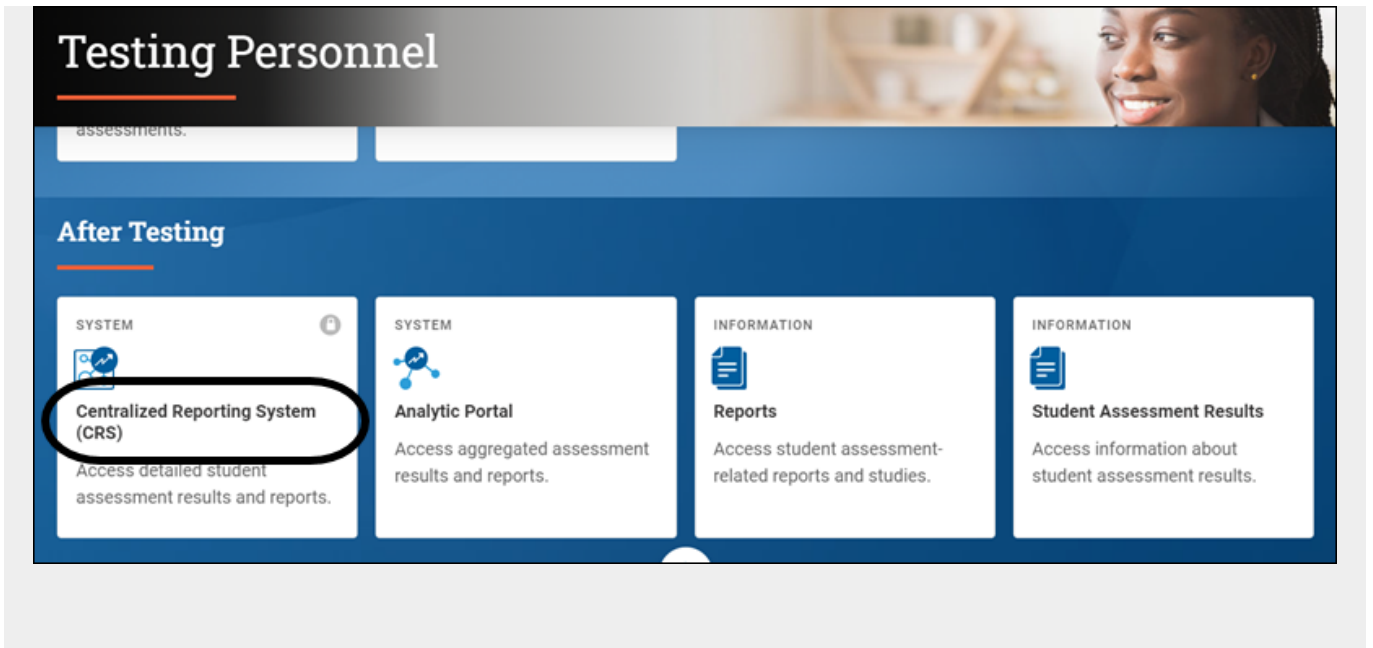 Testing Personnel
assessments.
After Testing
SYSTEM
Centralized Reporting System
(CRS)
Access detailed student
assessment results and reports.
SYSTEM
Analytic Portal
Access aggregated assessment
results and reports.
INFORMATION
Reports
Access student assessment-
related reports and studies.
INFORMATION
Student Assessment Results
Access information about
student assessment results.